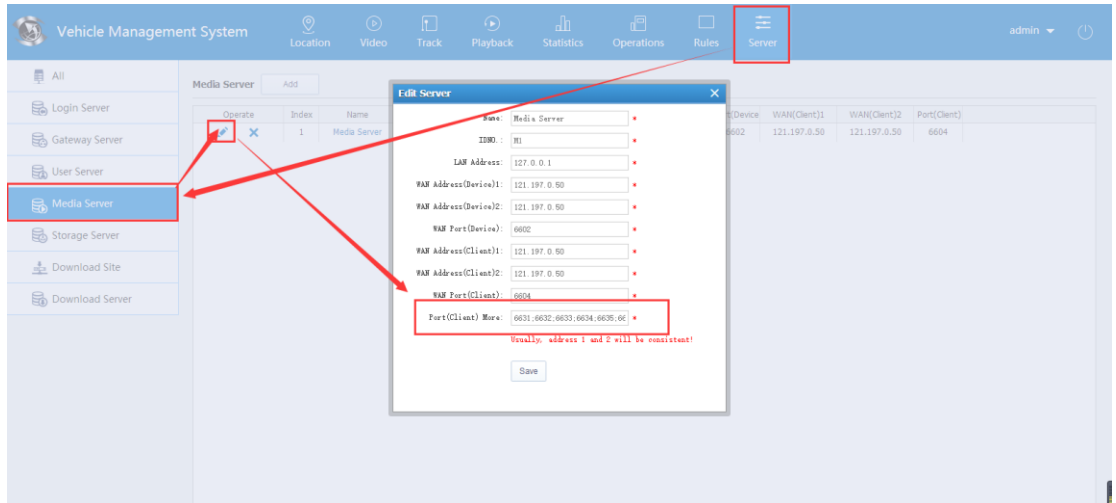 Vehicle Management System
Location Video Track Playback Statistics Operations Rules Server
admin
All
Login Server
Gateway Server
User Server
Media Server
Storage Server
Download Site
Download Server
Media Server Add
Operate Index Name t(Device WAN(Client)1 WAN(Client)2 Port(Client)
1 Media Server 6602 121.197.0.50 121.197.0.50 6604
Edit Server
Name: Media Server *
IDNO.: M1 *
LAN Address: 127.0.0.1 *
WAN Address(Device)1: 121.197.0.50 *
WAN Address(Device)2: 121.197.0.50 *
WAN Port(Device): 6602 *
WAN Address(Client)1: 121.197.0.50 *
WAN Address(Client)2: 121.197.0.50 *
WAN Port(Client): 6604 *
Port(Client) More: 6631;6632;6633;6634;6635;66 *
Usually, address 1 and 2 will be consistent!
Save